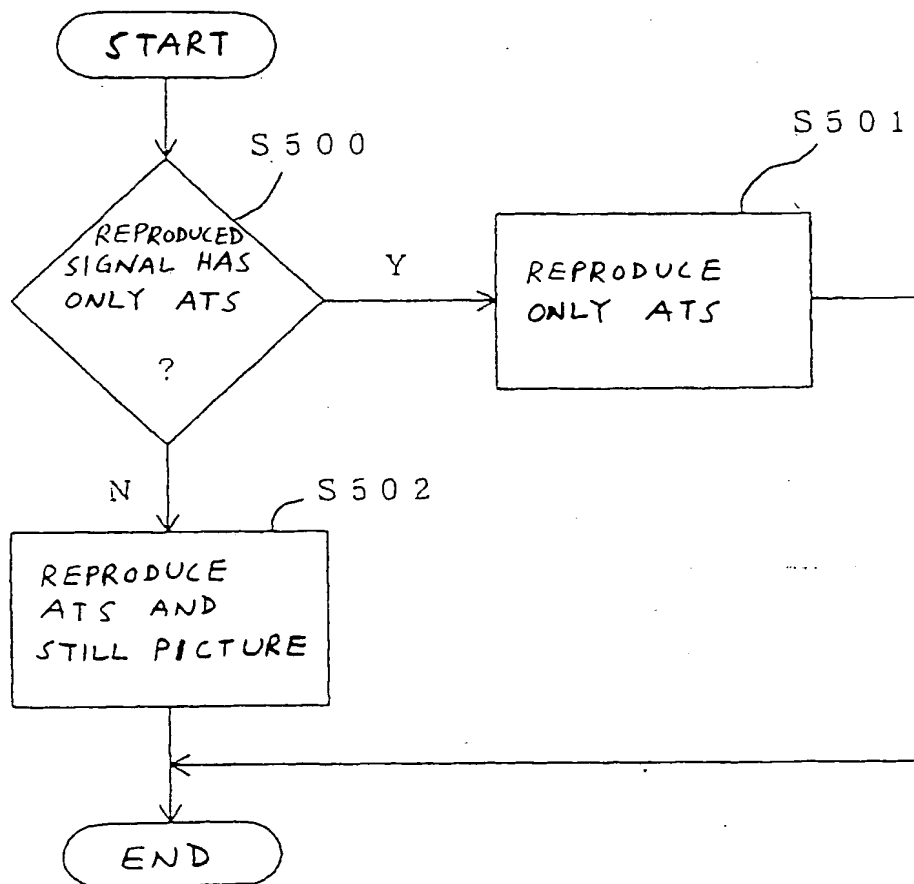 START
S500
S501
REPRODUCED
SIGNAL HAS
ONLY ATS
?
Y
REPRODUCE
ONLY ATS
N
S502
REPRODUCE
ATS AND
STILL PICTURE
END